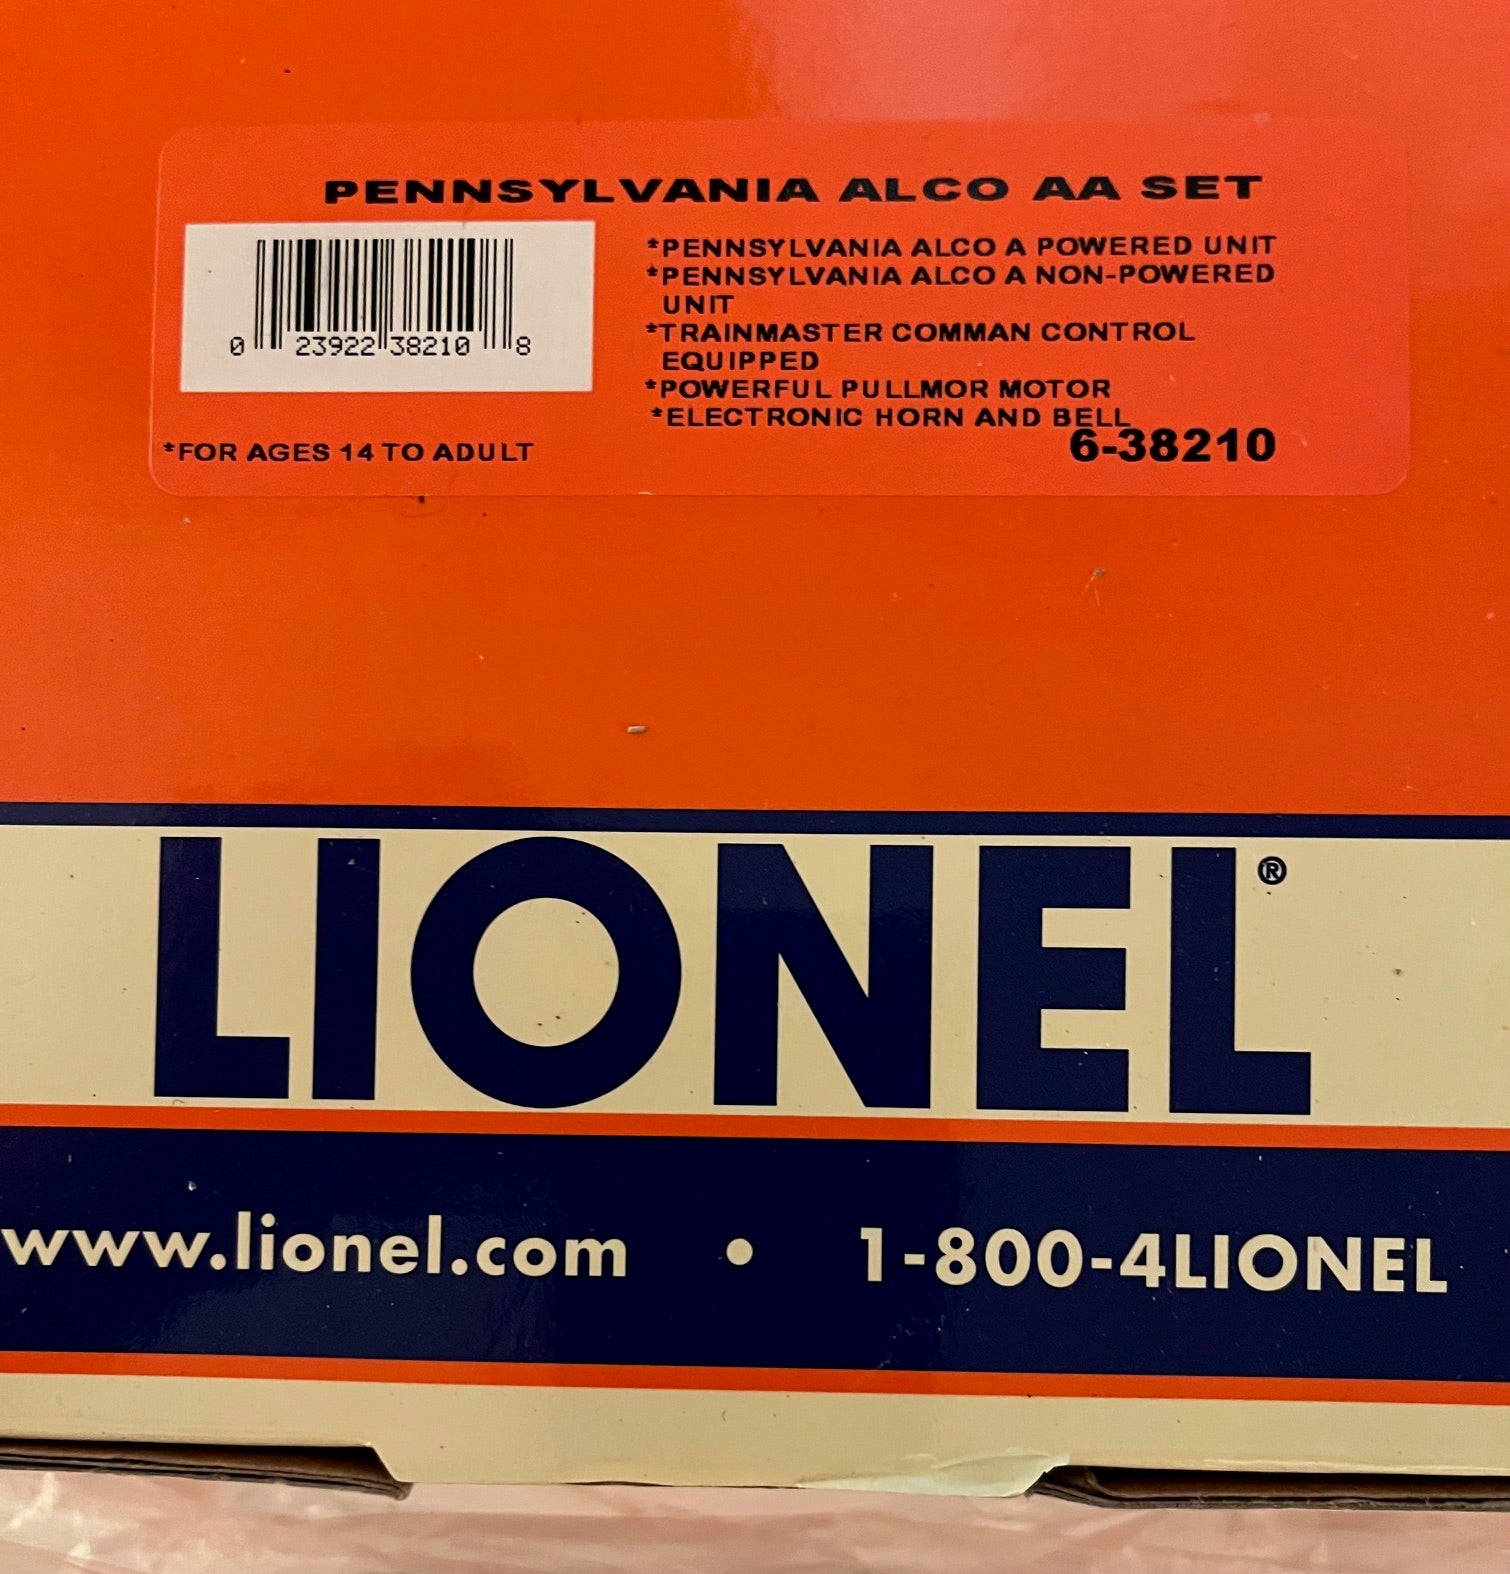 PENNSYLVANIA ALCO AA SET
*PENNSYLVANIA ALCO A POWERED UNIT
*PENNSYLVANIA ALCO A NON-POWERED
UNIT
*TRAINMASTER COMMAN CONTROL
EQUIPPED
*POWERFUL PULLMOR MOTOR
*ELECTRONIC HORN AND BELL
6-38210
0 23922 38210 8
*FOR AGES 14 TO ADULT
LIONEL®
www.lionel.com • 1-800-4LIONEL